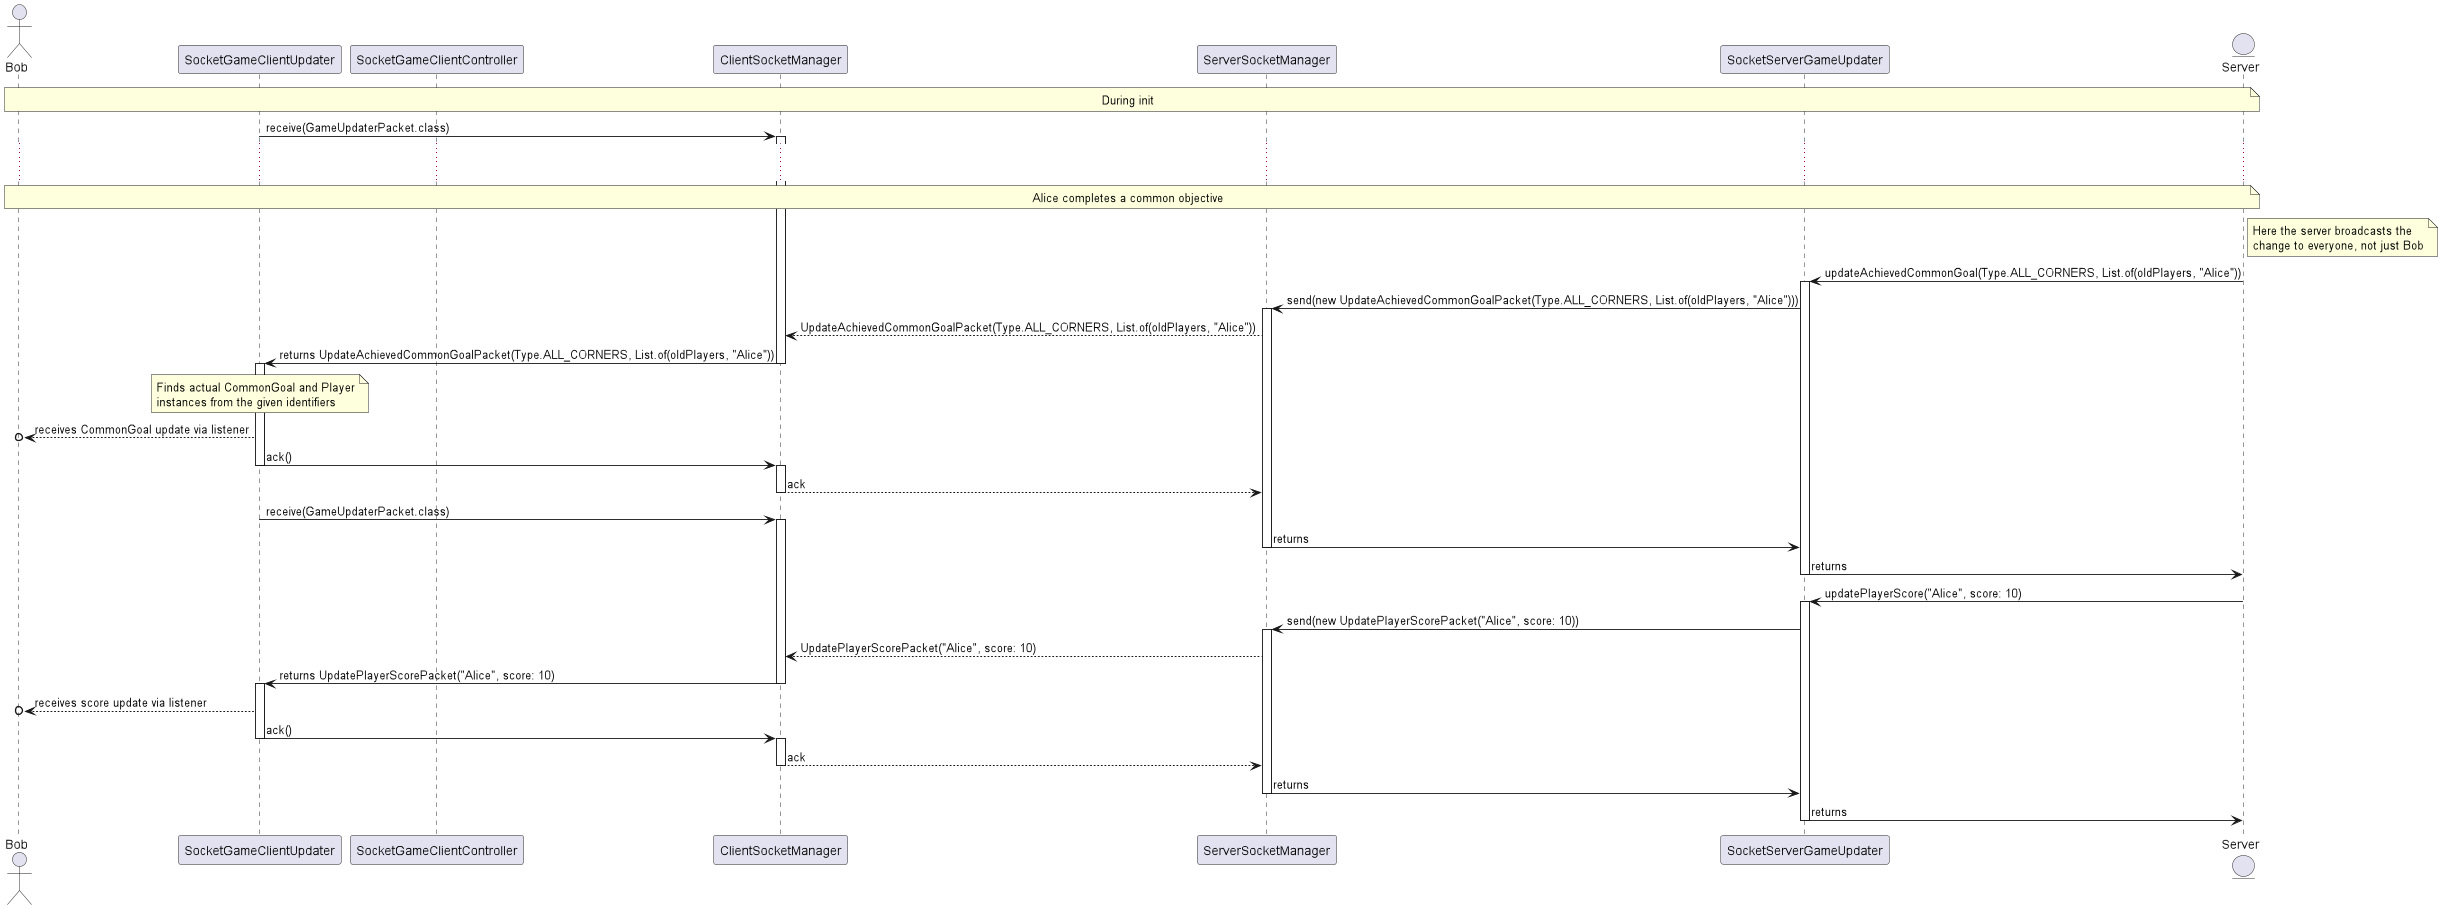 Bob
SocketGameClientUpdater
SocketGameClientController
ClientSocketManager
ServerSocketManager
SocketServerGameUpdater
Server
During init
receive(GameUpdaterPacket.class)
Alice completes a common objective
Here the server broadcasts the
change to everyone, not just Bob
updateAchievedCommonGoal(Type.ALL_CORNERS, List.of(oldPlayers, "Alice"))
send(new UpdateAchievedCommonGoalPacket(Type.ALL_CORNERS, List.of(oldPlayers, "Alice")))
UpdateAchievedCommonGoalPacket(Type.ALL_CORNERS, List.of(oldPlayers, "Alice"))
returns UpdateAchievedCommonGoalPacket(Type.ALL_CORNERS, List.of(oldPlayers, "Alice"))
Finds actual CommonGoal and Player
instances from the given identifiers
receives CommonGoal update via listener
ack()
ack
receive(GameUpdaterPacket.class)
returns
returns
updatePlayerScore("Alice", score: 10)
send(new UpdatePlayerScorePacket("Alice", score: 10))
UpdatePlayerScorePacket("Alice", score: 10)
returns UpdatePlayerScorePacket("Alice", score: 10)
receives score update via listener
ack()
ack
returns
returns
Bob
SocketGameClientUpdater
SocketGameClientController
ClientSocketManager
ServerSocketManager
SocketServerGameUpdater
Server